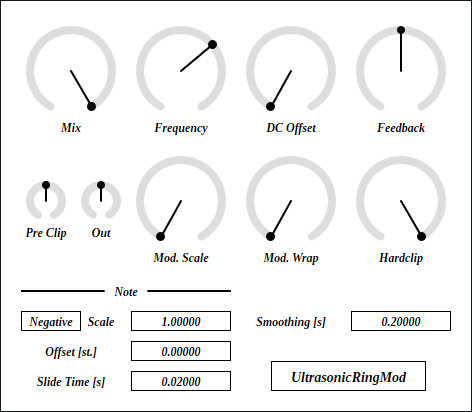 Mix Frequency DC Offset Feedback
Pre Clip Out Mod. Scale Mod. Wrap Hardclip
Note
Negative Scale 1.00000 Smoothing [s] 0.20000
Offset [st.] 0.00000
Slide Time [s] 0.02000
UltrasonicRingMod